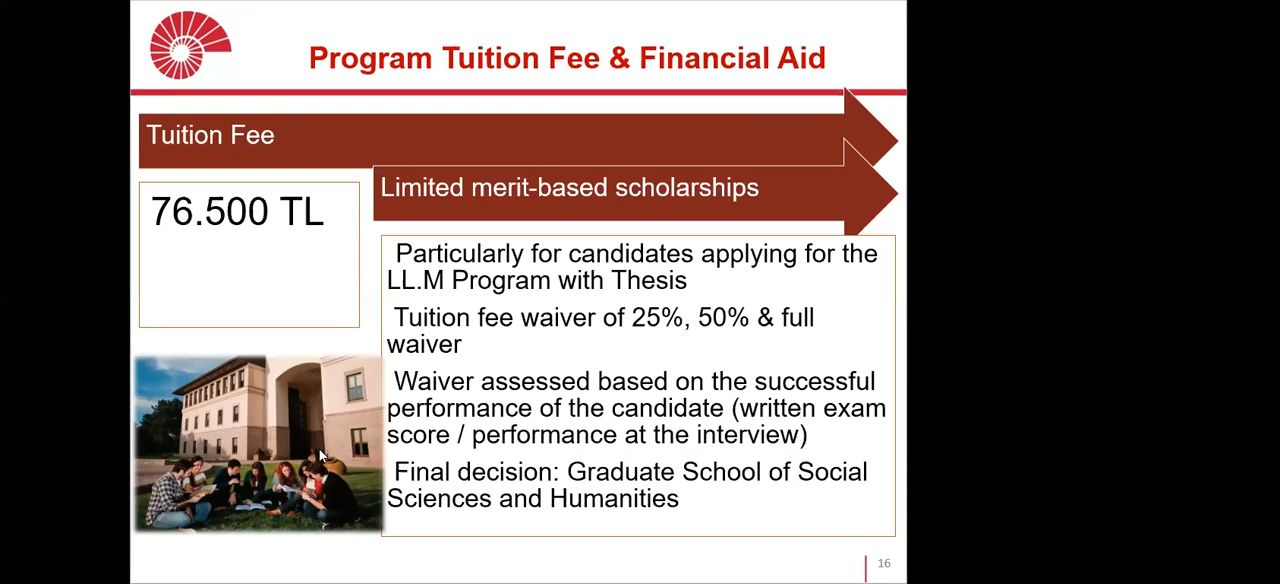 Program Tuition Fee & Financial Aid
Tuition Fee
76.500 TL
Limited merit-based scholarships
Particularly for candidates applying for the
LL.M Program with Thesis
Tuition fee waiver of 25%, 50% & full
waiver
Waiver assessed based on the successful
performance of the candidate (written exam
score / performance at the interview)
Final decision: Graduate School of Social
Sciences and Humanities
16